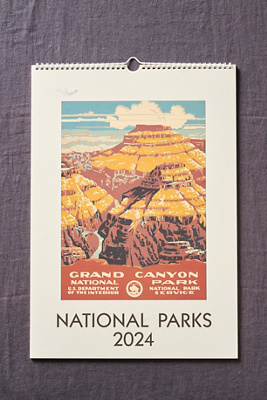 GRAND CANYON
NATIONAL PARK
U.S. DEPARTMENT NATIONAL PARK
OF THE INTERIOR SERVICE
NATIONAL PARKS
2024